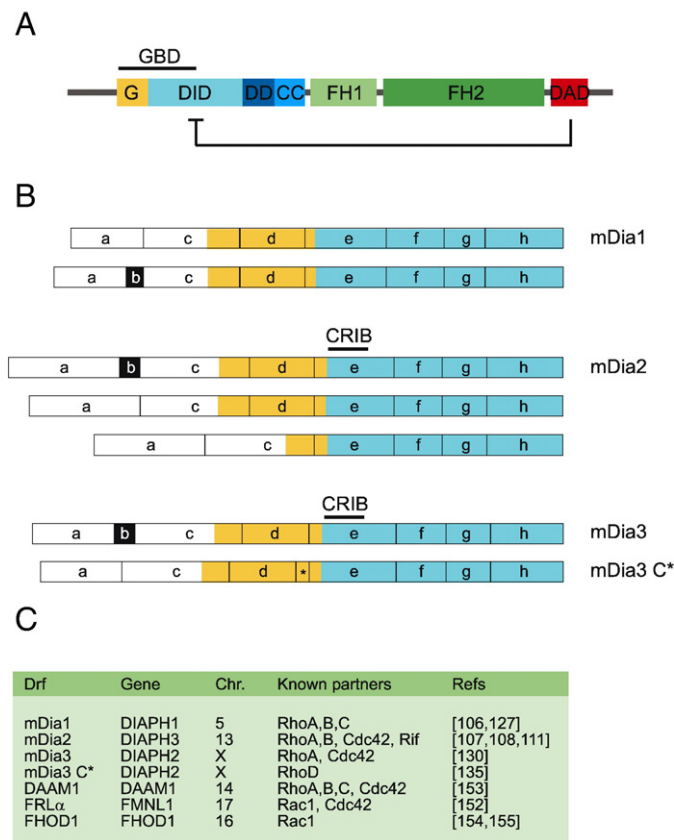 A
GBD
G DID DD CC FH1 FH2 DAD
B
a c d e f g h mDia1
a b c d e f g h
CRIB
a b c d e f g h mDia2
a c d e f g h
a c e f g h
CRIB
a b c d e f g h mDia3
a c d * e f g h mDia3 C*
C
Drf Gene Chr. Known partners Refs
mDia1 DIAPH1 5 RhoA,B,C [106,127]
mDia2 DIAPH3 13 RhoA,B, Cdc42, Rif [107,108,111]
mDia3 DIAPH2 X RhoA, Cdc42 [130]
mDia3 C* DIAPH2 X RhoD [135]
DAAM1 DAAM1 14 RhoA,B,C, Cdc42 [153]
FRLα FMNL1 17 Rac1, Cdc42 [152]
FHOD1 FHOD1 16 Rac1 [154,155]